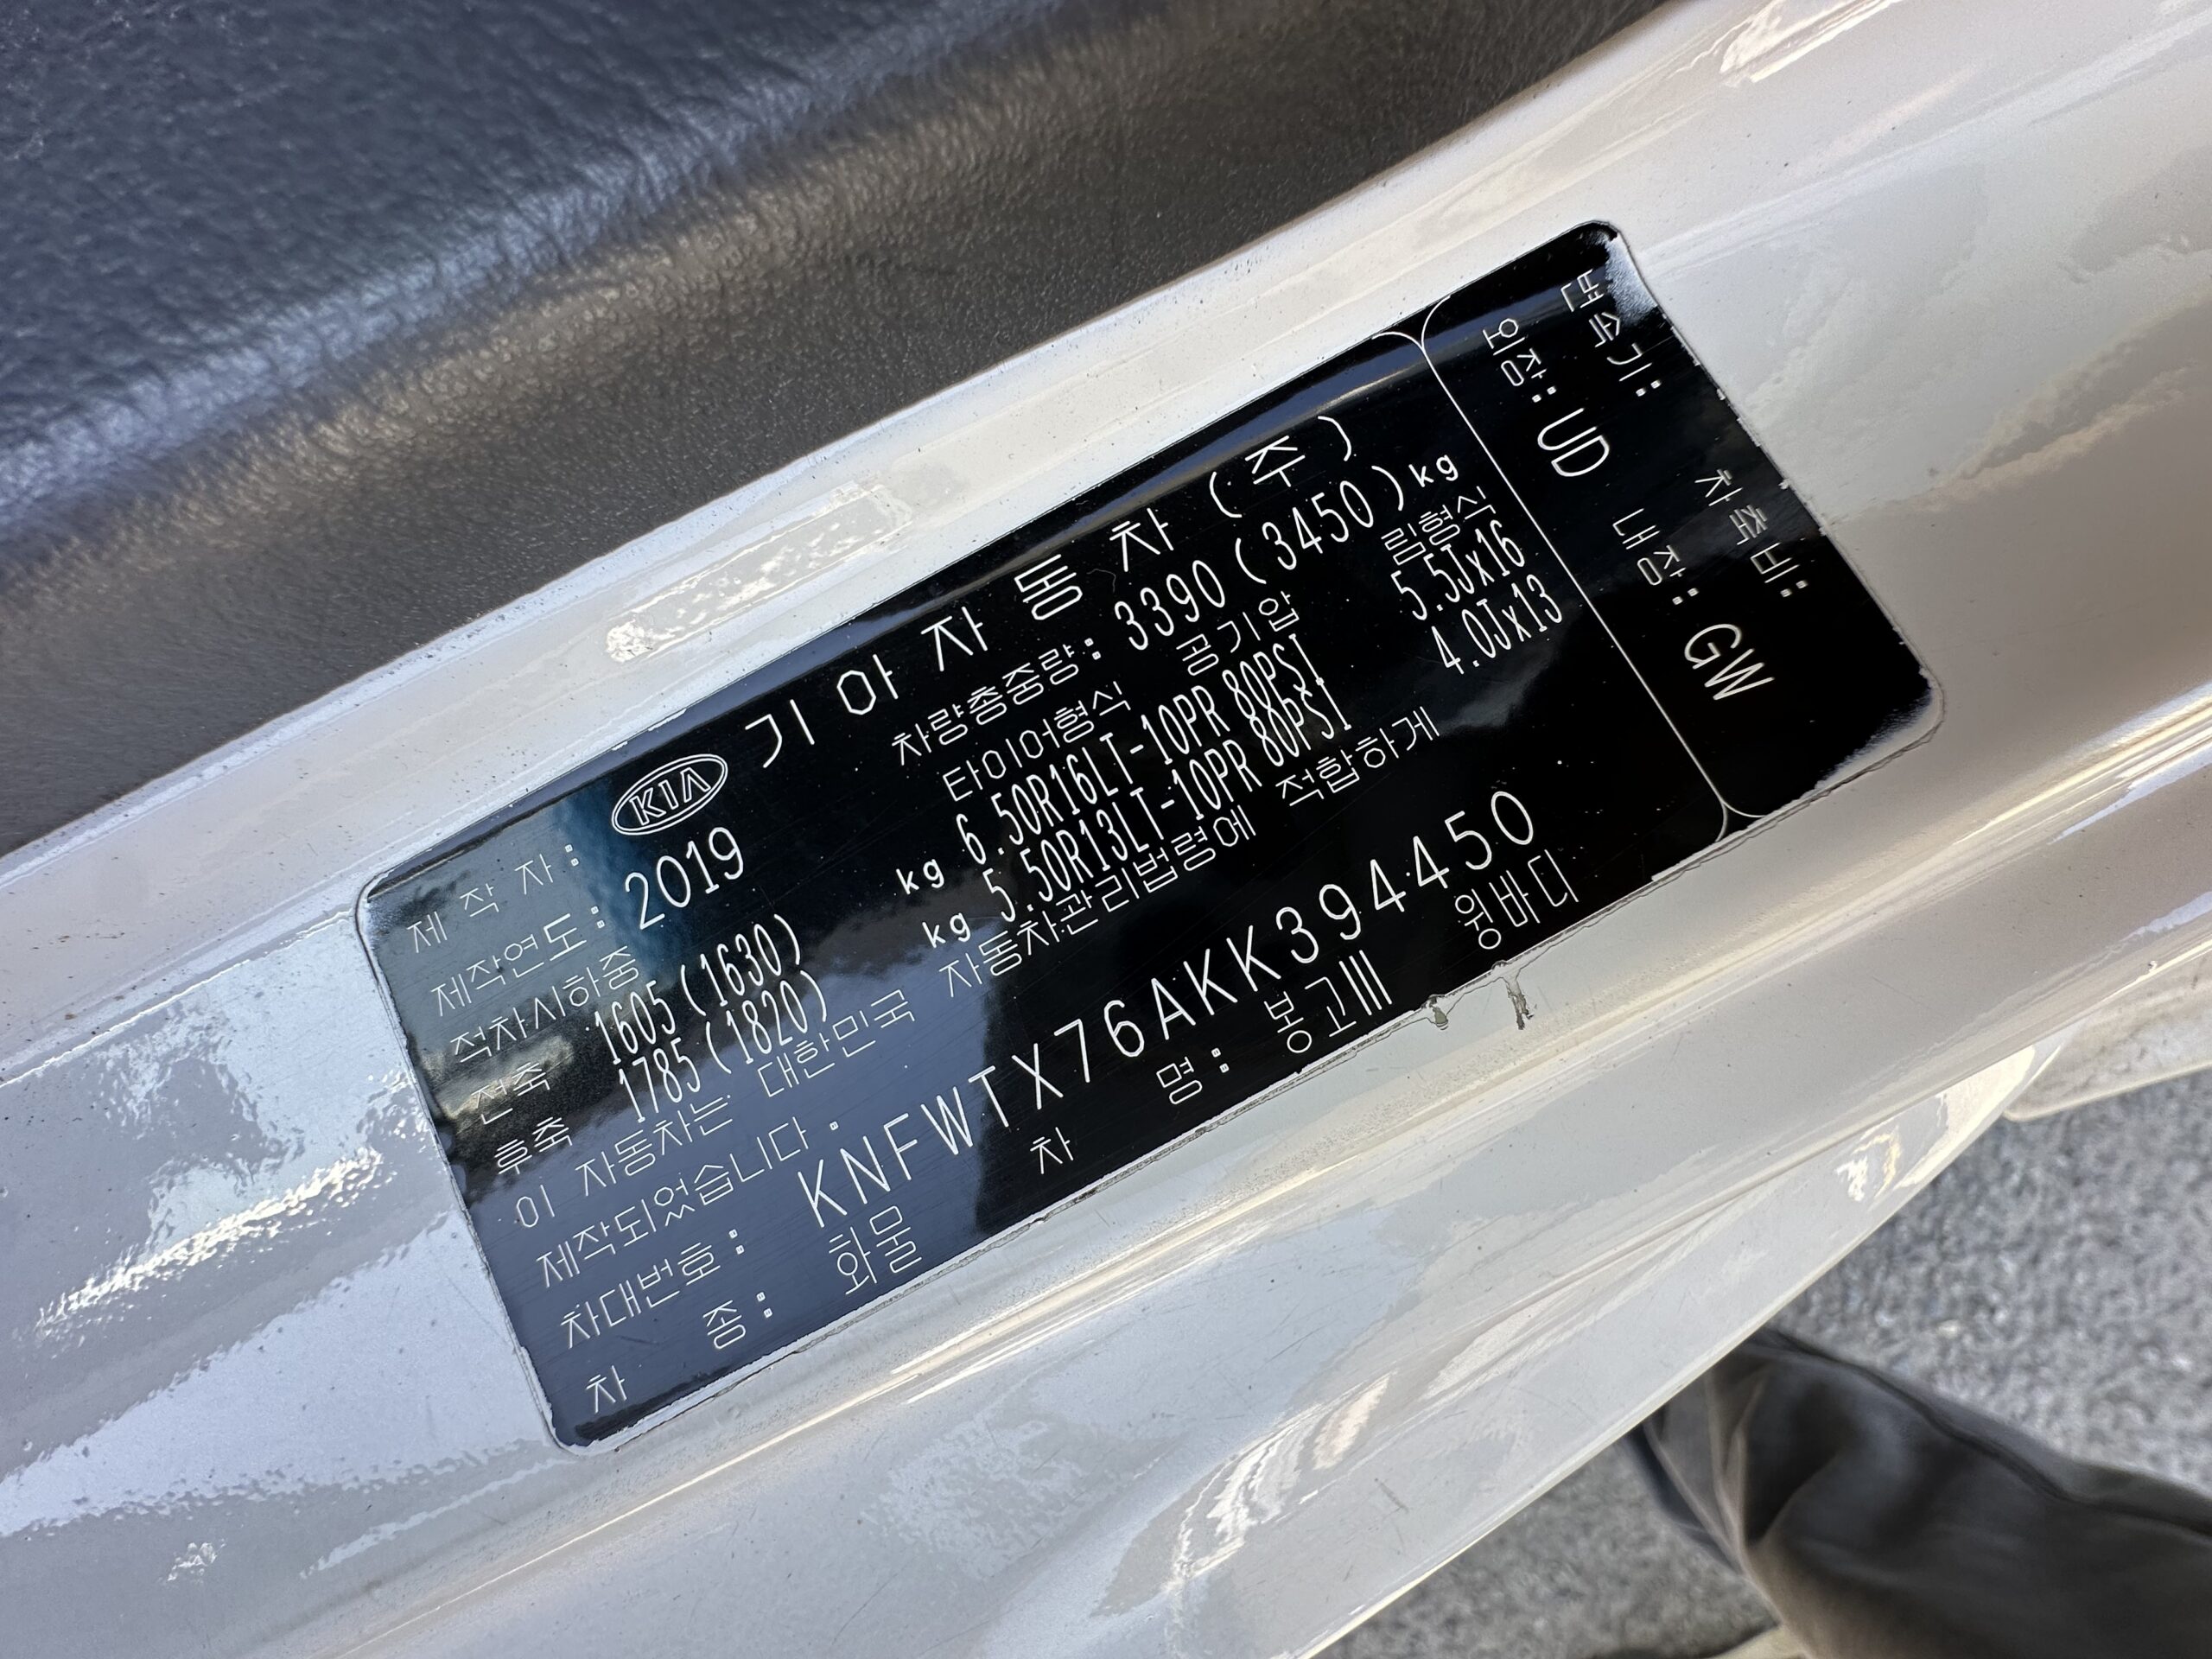 제 작 자: KIA 기아자동차(주)
제작연도: 2019 차량총중량: 3390(3450)kg
적차시하중 타이어형식 공기압 림형식
전축 1605(1630) kg 6.50R16LT-10PR 80PSI 5.5Jx16
후축 1785(1820) kg 5.50R13LT-10PR 88PSI 4.0Jx13
이 자동차는 대한민국 자동차관리법령에 적합하게
제작되었습니다.
차대번호: KNFWTX76AKK394450
차 종: 화물 차 명: 봉고III 윙바디
변속기: 차축비:
외장: UD 내장: GW